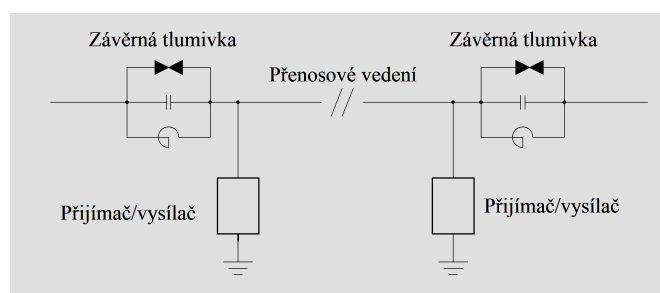 Závěrná tlumivka
Závěrná tlumivka
Přenosové vedení
Přijímač/vysílač
Přijímač/vysílač